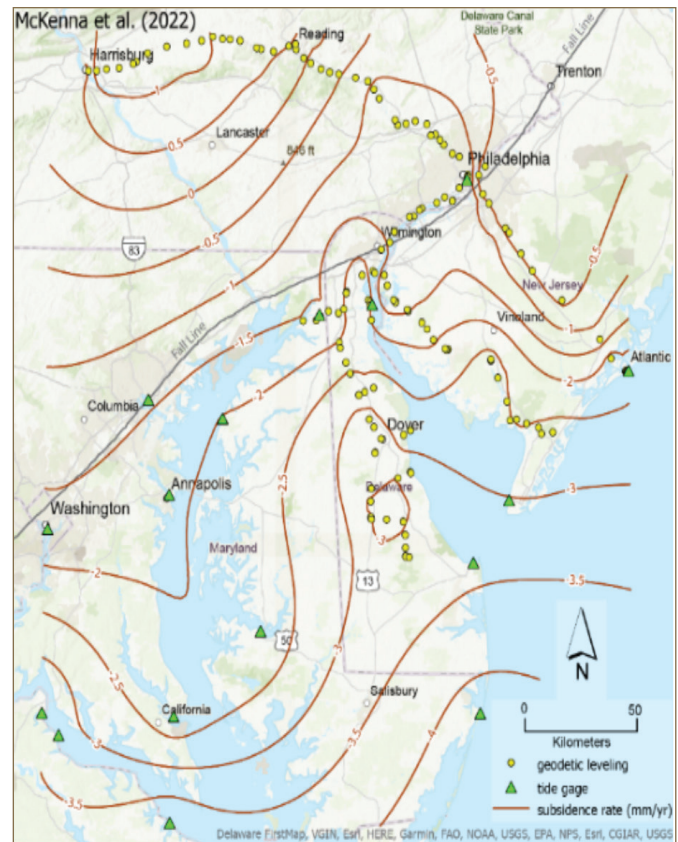 McKenna et al. (2022)
Delaware Canal
State Park
Fall Line
Reading
Harrisburg
Trenton
-0.5
1
Lancaster
848 ft
Philadelphia
0.5
0
-0.5
Wilmington
83
-0.5
New Jersey
-1
Fall Line
-1.5
-1
Vineland
-2
Atlantic
Columbia
-2
Dover
-2.5
Annapolis
Delaware
-3
Washington
-3
Maryland
-2
13
-3.5
50
-3
N
-2.5
Salisbury
California
0
50
-3.5
-4
-3
Kilometers
geodetic leveling
tide gage
-3.5
subsidence rate (mm/yr)
Delaware FirstMap, VGIN, Esri, HERE, Garmin, FAO, NOAA, USGS, EPA, NPS, Esri, CGIAR, USGS